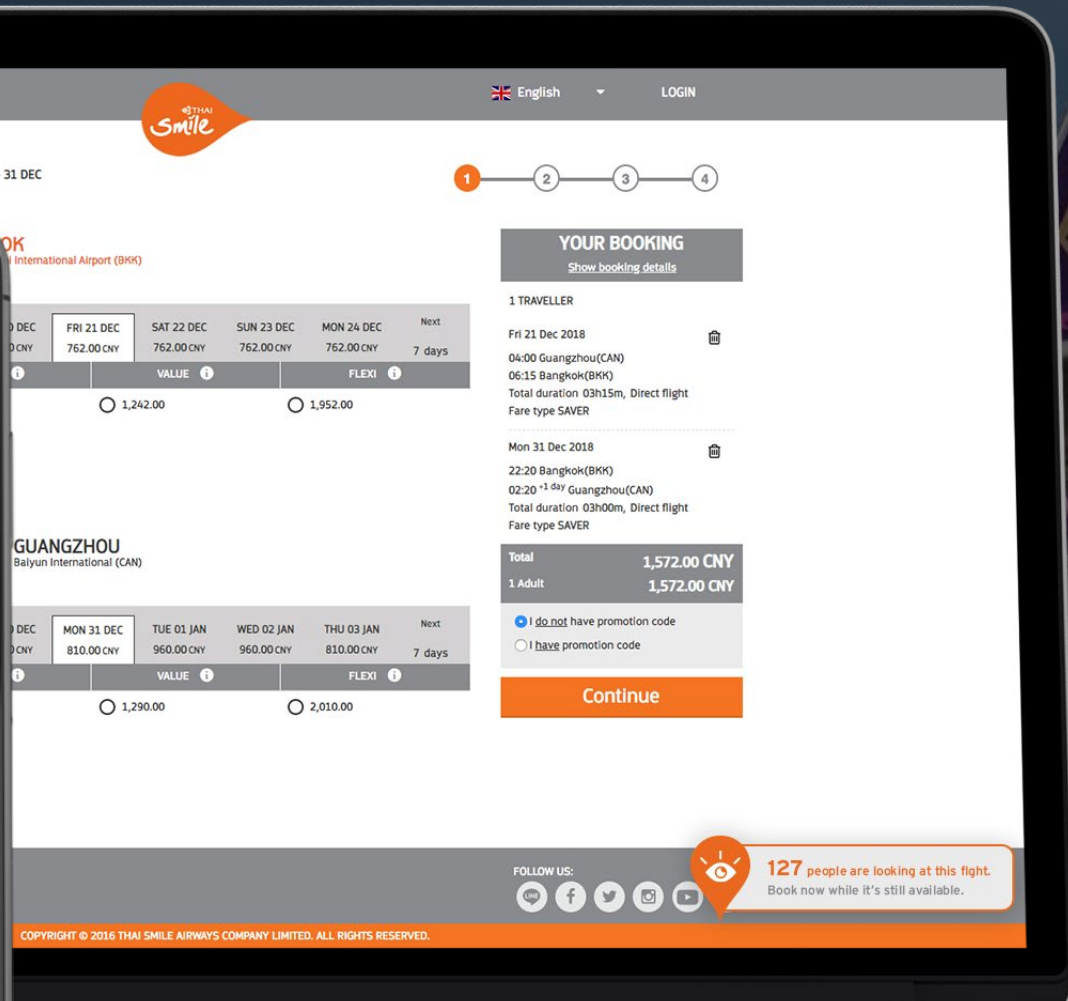 THAI
Smile
English
LOGIN
31 DEC
1
2
3
4
OK
International Airport (BKK)
DEC
CNY
FRI 21 DEC
762.00 CNY
SAT 22 DEC
762.00 CNY
SUN 23 DEC
762.00 CNY
MON 24 DEC
762.00 CNY
Next
7 days
VALUE
FLEXI
1,242.00
1,952.00
GUANGZHOU
Baiyun International (CAN)
DEC
CNY
MON 31 DEC
810.00 CNY
TUE 01 JAN
960.00 CNY
WED 02 JAN
960.00 CNY
THU 03 JAN
810.00 CNY
Next
7 days
VALUE
FLEXI
1,290.00
2,010.00
YOUR BOOKING
Show booking details
1 TRAVELLER
Fri 21 Dec 2018
04:00 Guangzhou(CAN)
06:15 Bangkok(BKK)
Total duration 03h15m, Direct flight
Fare type SAVER
Mon 31 Dec 2018
22:20 Bangkok(BKK)
02:20 +1 day Guangzhou(CAN)
Total duration 03h00m, Direct flight
Fare type SAVER
Total 1,572.00 CNY
1 Adult 1,572.00 CNY
I do not have promotion code
I have promotion code
Continue
FOLLOW US:
LINE
127 people are looking at this flght.
Book now while it's still available.
COPYRIGHT © 2016 THAI SMILE AIRWAYS COMPANY LIMITED. ALL RIGHTS RESERVED.